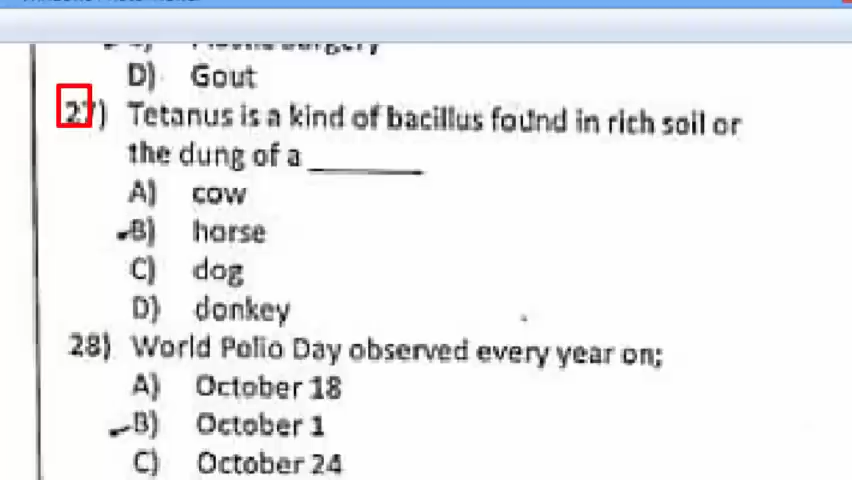 D) Gout
27) Tetanus is a kind of bacillus found in rich soil or
the dung of a ________
A) cow
B) horse
C) dog
D) donkey
28) World Polio Day observed every year on;
A) October 18
B) October 1
C) October 24